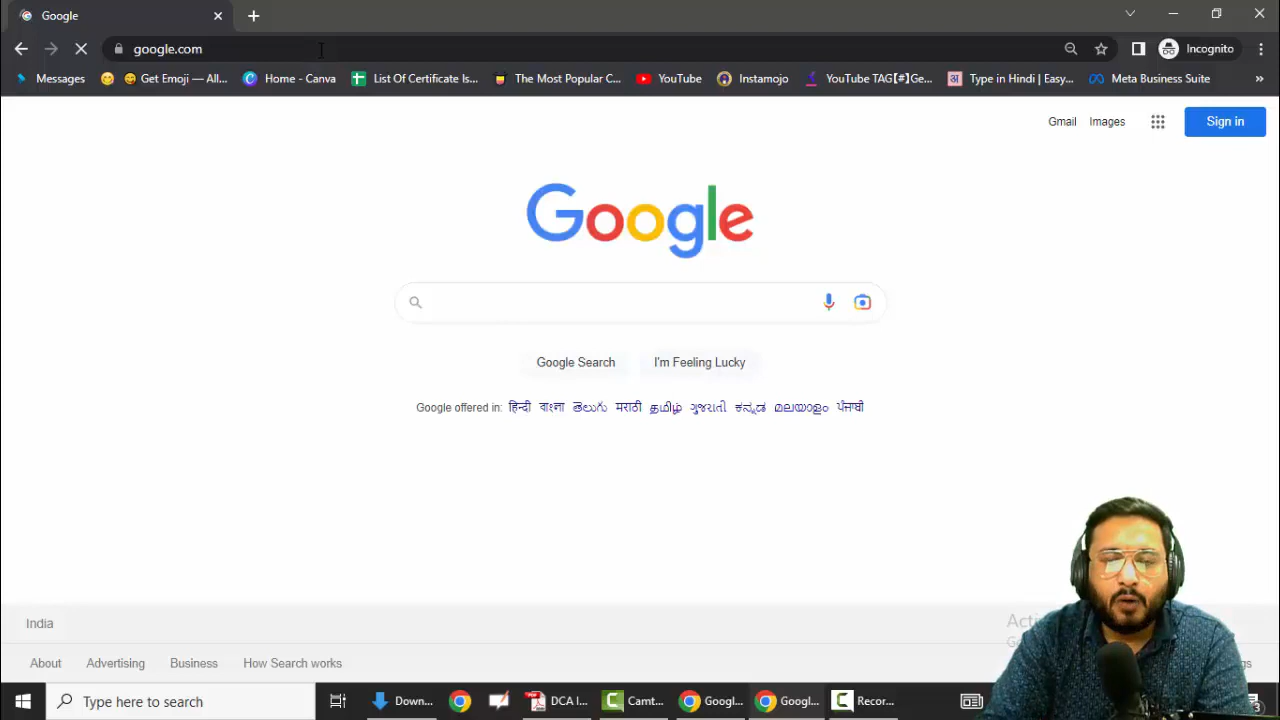 Google
google.com
Incognito
Messages
Get Emoji — All...
Home - Canva
List Of Certificate Is...
The Most Popular C...
YouTube
Instamojo
YouTube TAG【#】Ge...
Type in Hindi | Easy...
Meta Business Suite
»
Gmail Images
Sign in
Google
Google Search
I'm Feeling Lucky
Google offered in: हिन्दी বাংলা తెలుగు मराठी தமிழ் ગુજરાતી ಕನ್ನಡ മലയാളം ਪੰਜਾਬੀ
India
About Advertising Business How Search works
Type here to search
Down...
DCA I...
Camt...
Googl...
Googl...
Recor...
3